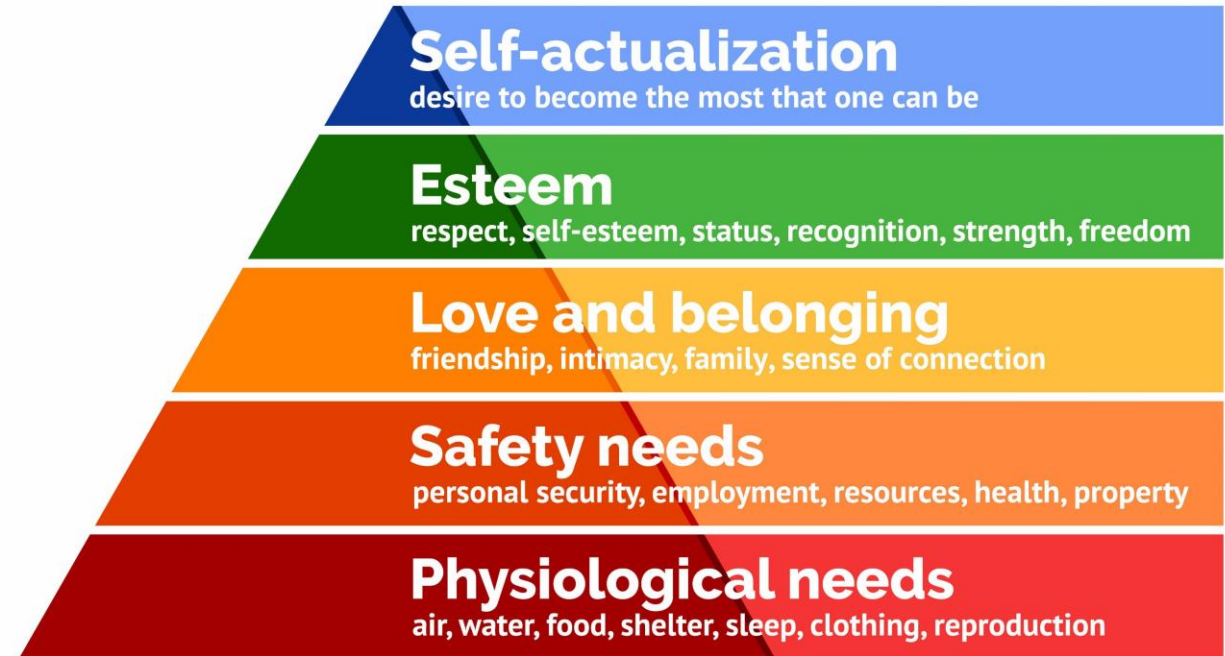 Self-actualization
desire to become the most that one can be
Esteem
respect, self-esteem, status, recognition, strength, freedom
Love and belonging
friendship, intimacy, family, sense of connection
Safety needs
personal security, employment, resources, health, property
Physiological needs
air, water, food, shelter, sleep, clothing, reproduction